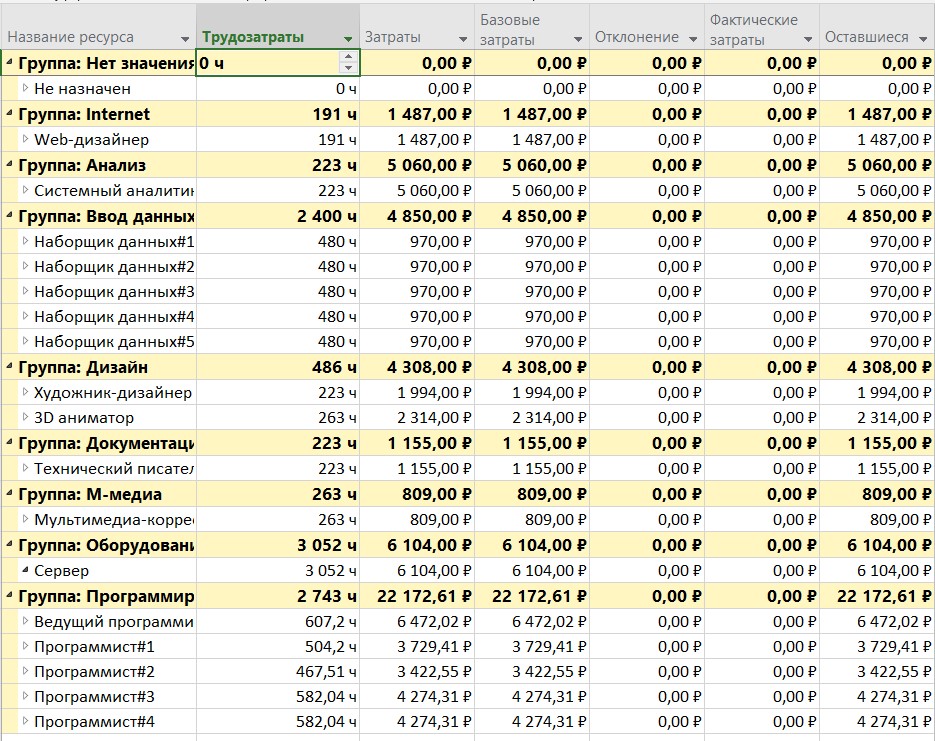 Название ресурса Трудозатраты Затраты Базовые затраты Отклонение Фактические затраты Оставшиеся
Группа: Нет значения 0 ч 0,00 ₽ 0,00 ₽ 0,00 ₽ 0,00 ₽ 0,00 ₽
Не назначен 0 ч 0,00 ₽ 0,00 ₽ 0,00 ₽ 0,00 ₽ 0,00 ₽
Группа: Internet 191 ч 1 487,00 ₽ 1 487,00 ₽ 0,00 ₽ 0,00 ₽ 1 487,00 ₽
Web-дизайнер 191 ч 1 487,00 ₽ 1 487,00 ₽ 0,00 ₽ 0,00 ₽ 1 487,00 ₽
Группа: Анализ 223 ч 5 060,00 ₽ 5 060,00 ₽ 0,00 ₽ 0,00 ₽ 5 060,00 ₽
Системный аналитик 223 ч 5 060,00 ₽ 5 060,00 ₽ 0,00 ₽ 0,00 ₽ 5 060,00 ₽
Группа: Ввод данных 2 400 ч 4 850,00 ₽ 4 850,00 ₽ 0,00 ₽ 0,00 ₽ 4 850,00 ₽
Наборщик данных#1 480 ч 970,00 ₽ 970,00 ₽ 0,00 ₽ 0,00 ₽ 970,00 ₽
Наборщик данных#2 480 ч 970,00 ₽ 970,00 ₽ 0,00 ₽ 0,00 ₽ 970,00 ₽
Наборщик данных#3 480 ч 970,00 ₽ 970,00 ₽ 0,00 ₽ 0,00 ₽ 970,00 ₽
Наборщик данных#4 480 ч 970,00 ₽ 970,00 ₽ 0,00 ₽ 0,00 ₽ 970,00 ₽
Наборщик данных#5 480 ч 970,00 ₽ 970,00 ₽ 0,00 ₽ 0,00 ₽ 970,00 ₽
Группа: Дизайн 486 ч 4 308,00 ₽ 4 308,00 ₽ 0,00 ₽ 0,00 ₽ 4 308,00 ₽
Художник-дизайнер 223 ч 1 994,00 ₽ 1 994,00 ₽ 0,00 ₽ 0,00 ₽ 1 994,00 ₽
3D аниматор 263 ч 2 314,00 ₽ 2 314,00 ₽ 0,00 ₽ 0,00 ₽ 2 314,00 ₽
Группа: Документаци 223 ч 1 155,00 ₽ 1 155,00 ₽ 0,00 ₽ 0,00 ₽ 1 155,00 ₽
Технический писател 223 ч 1 155,00 ₽ 1 155,00 ₽ 0,00 ₽ 0,00 ₽ 1 155,00 ₽
Группа: М-медиа 263 ч 809,00 ₽ 809,00 ₽ 0,00 ₽ 0,00 ₽ 809,00 ₽
Мультимедиа-корре 263 ч 809,00 ₽ 809,00 ₽ 0,00 ₽ 0,00 ₽ 809,00 ₽
Группа: Оборудовани 3 052 ч 6 104,00 ₽ 6 104,00 ₽ 0,00 ₽ 0,00 ₽ 6 104,00 ₽
Сервер 3 052 ч 6 104,00 ₽ 6 104,00 ₽ 0,00 ₽ 0,00 ₽ 6 104,00 ₽
Группа: Программир 2 743 ч 22 172,61 ₽ 22 172,61 ₽ 0,00 ₽ 0,00 ₽ 22 172,61 ₽
Ведущий программи 607,2 ч 6 472,02 ₽ 6 472,02 ₽ 0,00 ₽ 0,00 ₽ 6 472,02 ₽
Программист#1 504,2 ч 3 729,41 ₽ 3 729,41 ₽ 0,00 ₽ 0,00 ₽ 3 729,41 ₽
Программист#2 467,51 ч 3 422,55 ₽ 3 422,55 ₽ 0,00 ₽ 0,00 ₽ 3 422,55 ₽
Программист#3 582,04 ч 4 274,31 ₽ 4 274,31 ₽ 0,00 ₽ 0,00 ₽ 4 274,31 ₽
Программист#4 582,04 ч 4 274,31 ₽ 4 274,31 ₽ 0,00 ₽ 0,00 ₽ 4 274,31 ₽